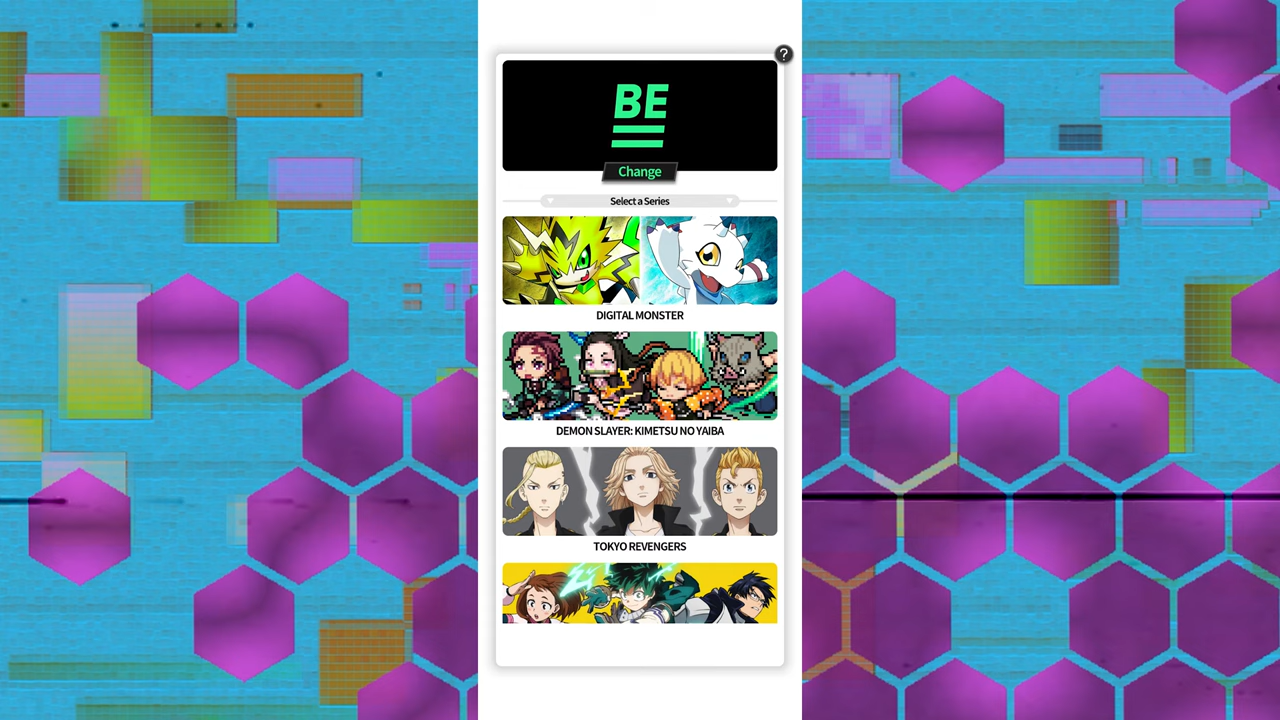 ?
BE
Change
Select a Series
DIGITAL MONSTER
DEMON SLAYER: KIMETSU NO YAIBA
TOKYO REVENGERS